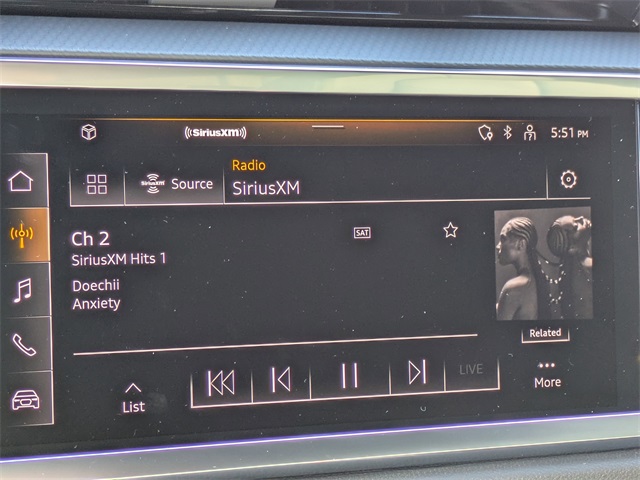 ((SiriusXM))
5:51 PM
Radio
SiriusXM
Source
SiriusXM
Ch 2
SAT
SiriusXM Hits 1
Doechii
Anxiety
Related
LIVE
List
More